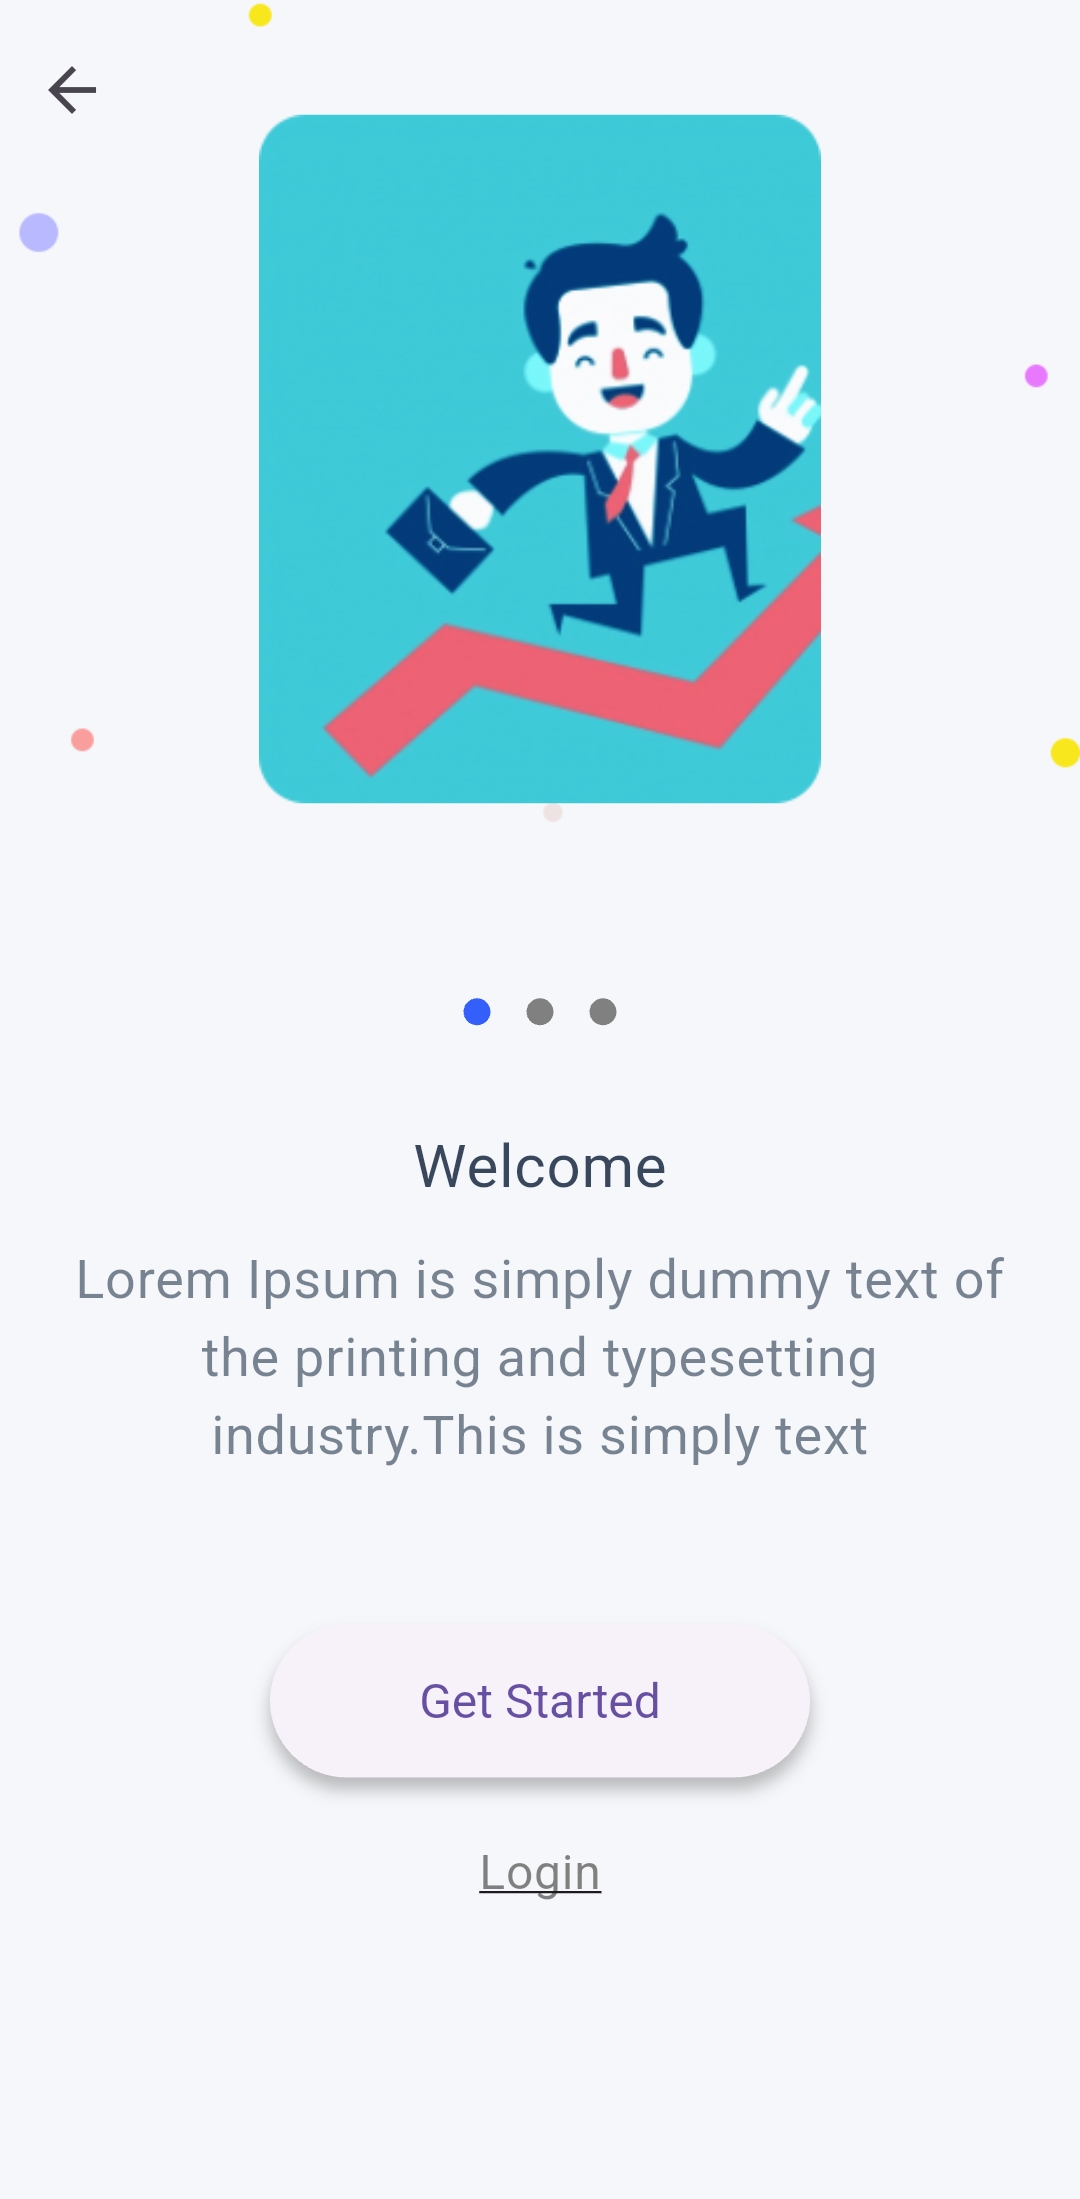 Welcome
Lorem Ipsum is simply dummy text of
the printing and typesetting
industry.This is simply text
Get Started
Login